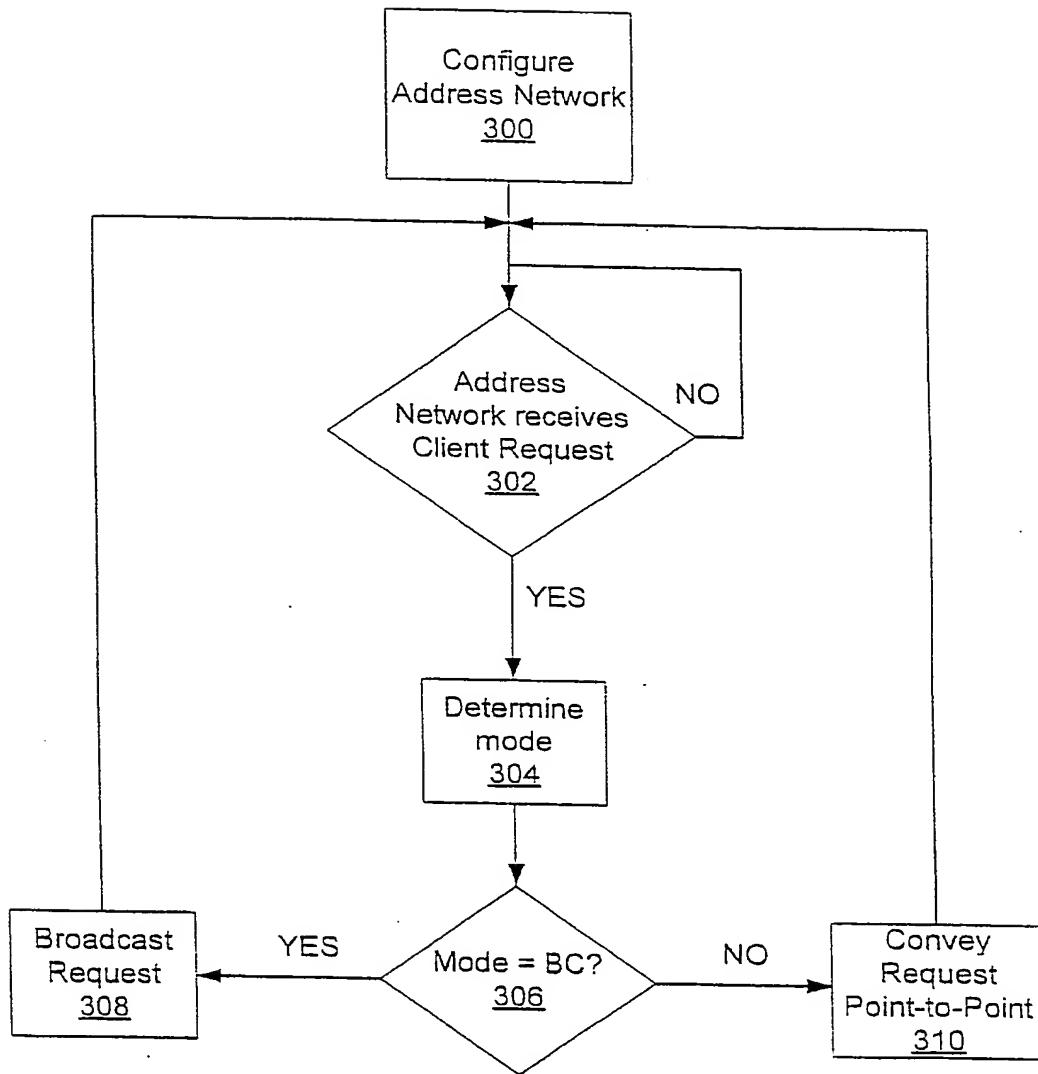 Configure
Address Network
300
Address
Network receives
Client Request
302
NO
YES
Determine
mode
304
Broadcast
Request
308
YES
Mode = BC?
306
NO
Convey
Request
Point-to-Point
310